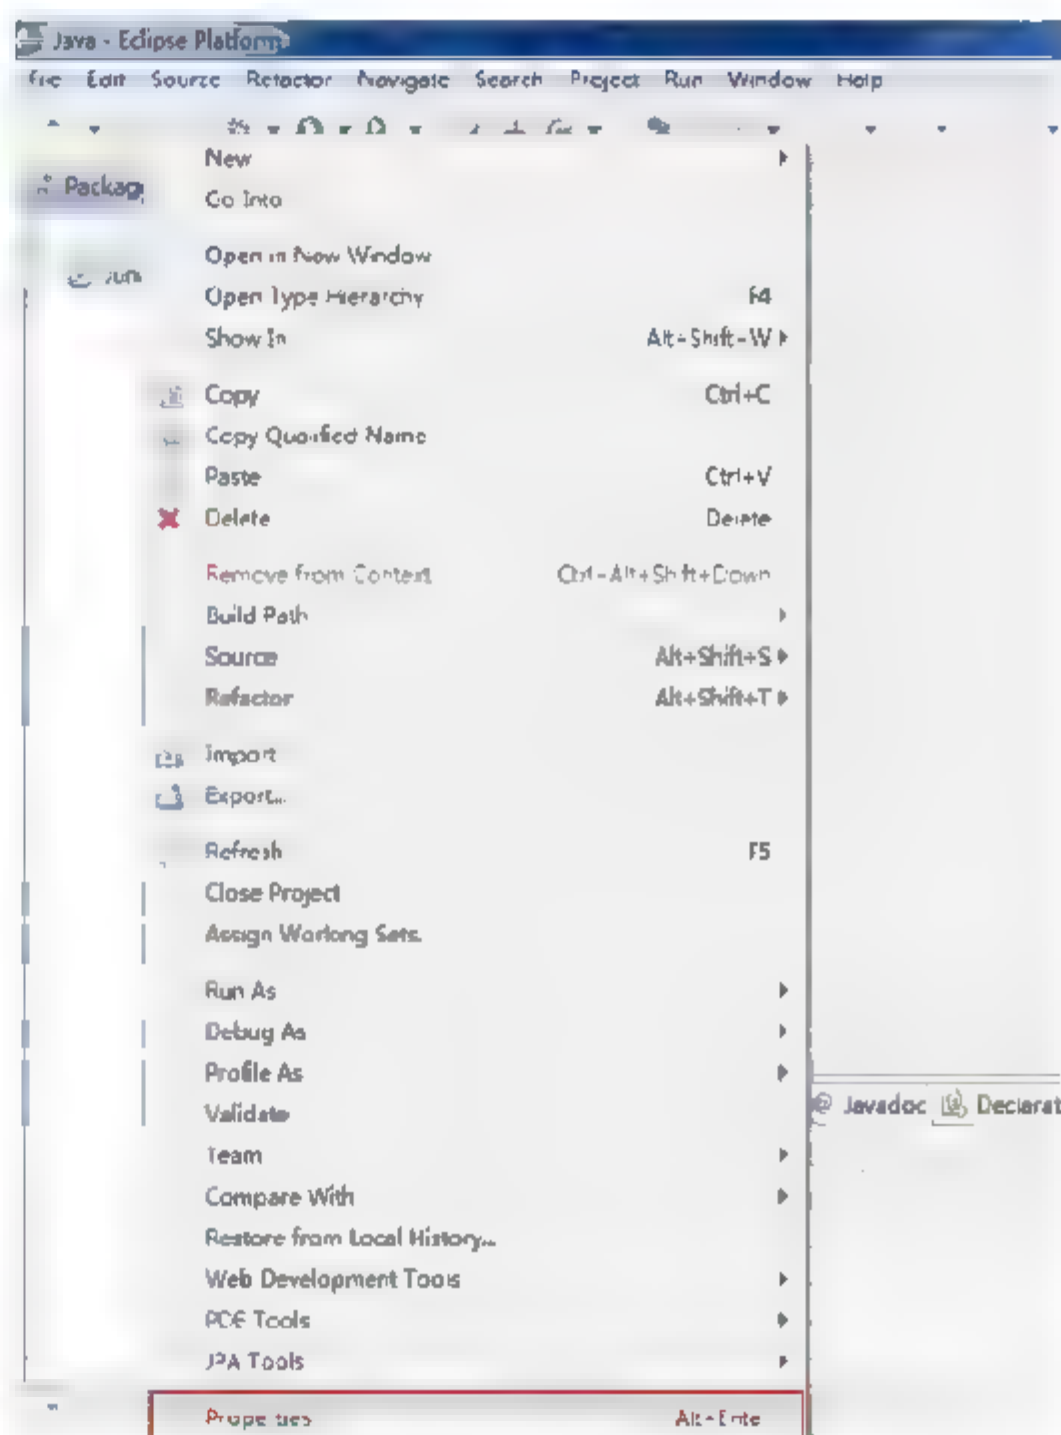 Java - Eclipse Platform
File Edit Source Refactor Navigate Search Project Run Window Help
Packag
New
Go Into
Open in New Window
Open Type Hierarchy F4
Show In Alt+Shift+W
Copy Ctrl+C
Copy Qualified Name
Paste Ctrl+V
Delete Delete
Remove from Context Ctrl+Alt+Shift+Down
Build Path
Source Alt+Shift+S
Refactor Alt+Shift+T
Import
Export...
Refresh F5
Close Project
Assign Working Sets.
Run As
Debug As
Profile As
Validate
Javadoc Declarat
Team
Compare With
Restore from Local History...
Web Development Tools
PDE Tools
JPA Tools
Properties Alt+Ente